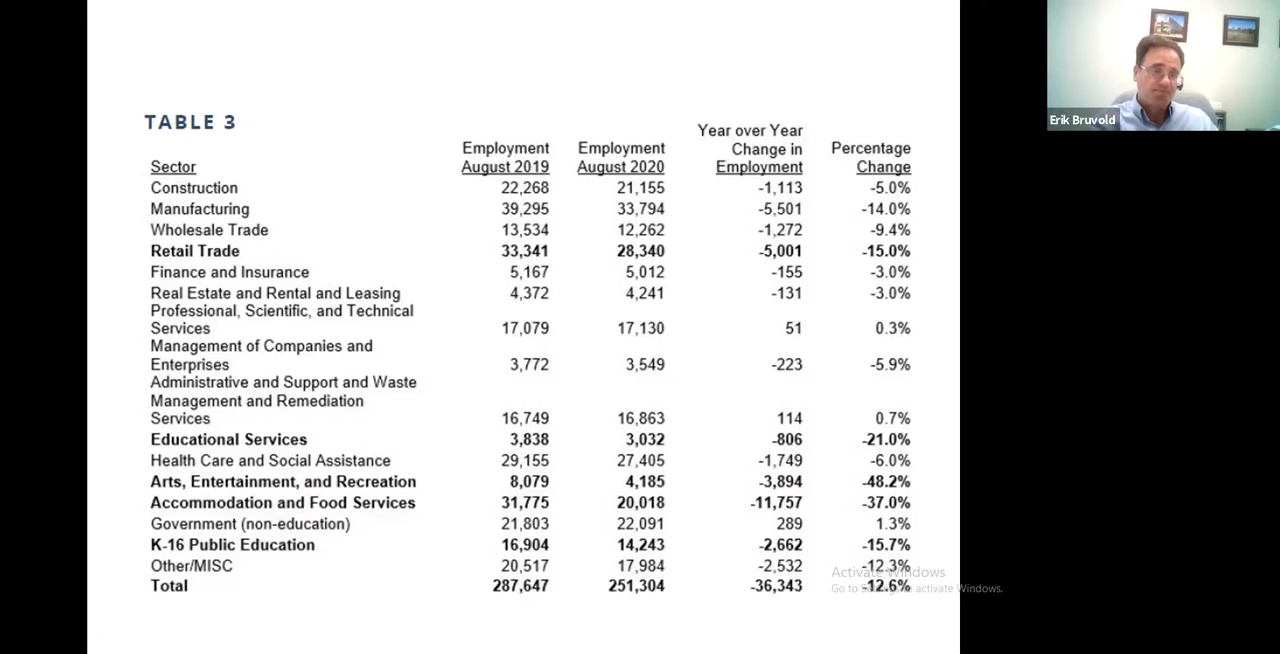 TABLE 3
Sector Employment August 2019 Employment August 2020 Year over Year Change in Employment Percentage Change
Construction 22,268 21,155 -1,113 -5.0%
Manufacturing 39,295 33,794 -5,501 -14.0%
Wholesale Trade 13,534 12,262 -1,272 -9.4%
Retail Trade 33,341 28,340 -5,001 -15.0%
Finance and Insurance 5,167 5,012 -155 -3.0%
Real Estate and Rental and Leasing 4,372 4,241 -131 -3.0%
Professional, Scientific, and Technical
Services 17,079 17,130 51 0.3%
Management of Companies and
Enterprises 3,772 3,549 -223 -5.9%
Administrative and Support and Waste
Management and Remediation
Services 16,749 16,863 114 0.7%
Educational Services 3,838 3,032 -806 -21.0%
Health Care and Social Assistance 29,155 27,405 -1,749 -6.0%
Arts, Entertainment, and Recreation 8,079 4,185 -3,894 -48.2%
Accommodation and Food Services 31,775 20,018 -11,757 -37.0%
Government (non-education) 21,803 22,091 289 1.3%
K-16 Public Education 16,904 14,243 -2,662 -15.7%
Other/MISC 20,517 17,984 -2,532 -12.3%
Total 287,647 251,304 -36,343 -12.6%
Activate Windows
Go to Settings to activate Windows.
Erik Bruvold